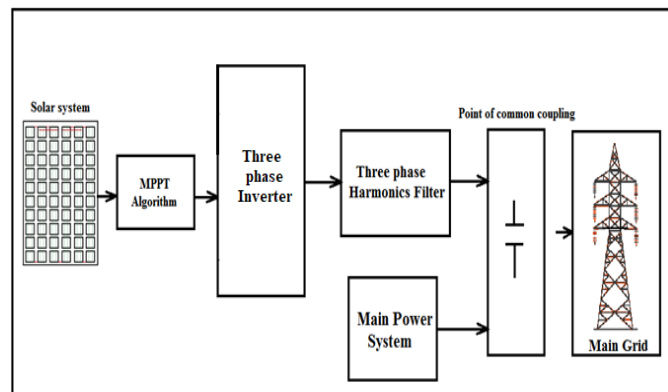 Solar system
MPPT
Algorithm
Three
phase
Inverter
Three phase
Harmonics Filter
Point of common coupling
Main Power
System
Main Grid